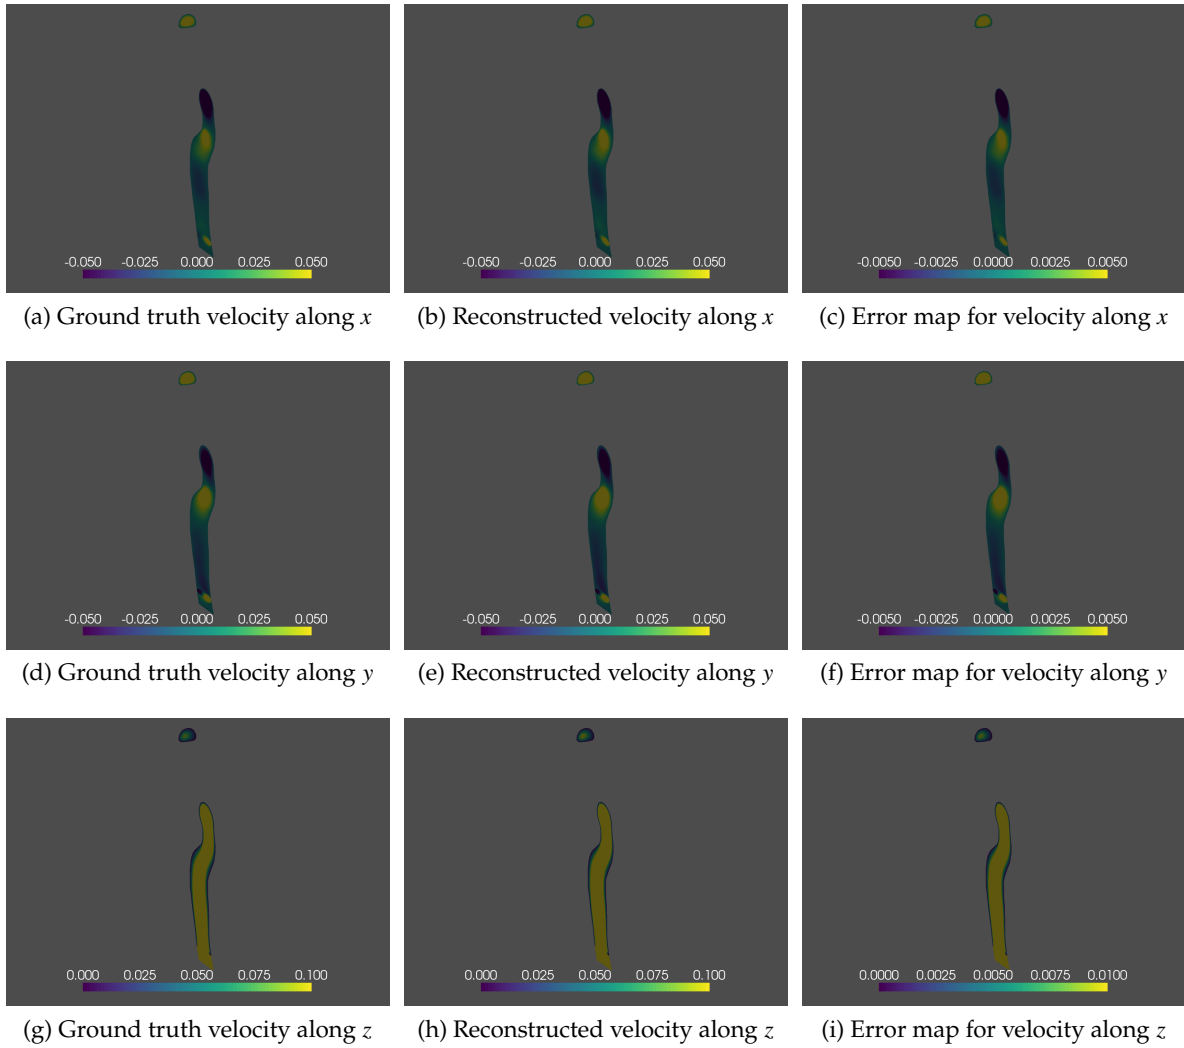 -0.050 -0.025 0.000 0.025 0.050
-0.050 -0.025 0.000 0.025 0.050
-0.0050 -0.0025 0.0000 0.0025 0.0050
(a) Ground truth velocity along x
(b) Reconstructed velocity along x
(c) Error map for velocity along x
-0.050 -0.025 0.000 0.025 0.050
-0.050 -0.025 0.000 0.025 0.050
-0.0050 -0.0025 0.0000 0.0025 0.0050
(d) Ground truth velocity along y
(e) Reconstructed velocity along y
(f) Error map for velocity along y
0.000 0.025 0.050 0.075 0.100
0.000 0.025 0.050 0.075 0.100
0.0000 0.0025 0.0050 0.0075 0.0100
(g) Ground truth velocity along z
(h) Reconstructed velocity along z
(i) Error map for velocity along z